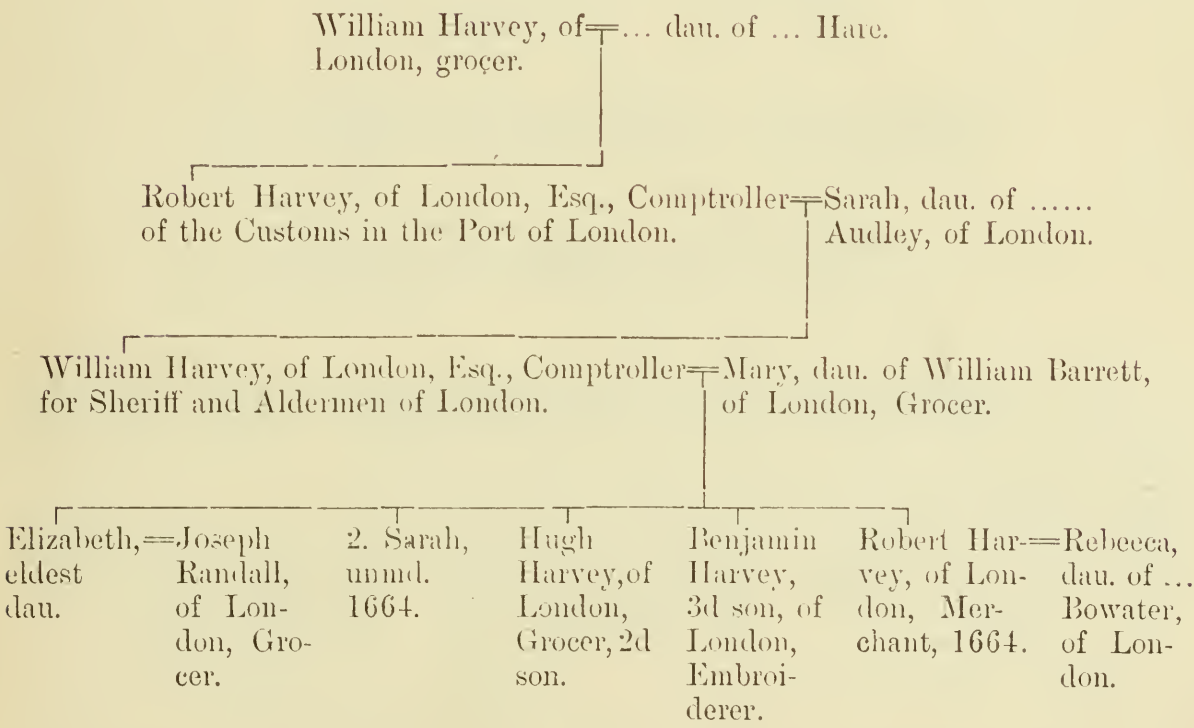 William Harvey, of=... dau. of ... Hare.
London, grocer.
Robert Harvey, of London, Esq., Comptroller=Sarah, dau. of ......
of the Customs in the Port of London.
Audley, of London.
William Harvey, of London, Esq., Comptroller=Mary, dau. of William Barrett,
for Sheriff and Aldermen of London.
of London, Grocer.
Elizabeth,=
eldest
dau.
Joseph
Randall,
of Lon-
don, Gro-
cer.
2. Sarah,
unmd.
1664.
Hugh
Harvey, of
London,
Grocer, 2d
son.
Benjamin
Harvey,
3d son, of
London,
Embroi-
derer.
Robert Har-=
vey, of Lon-
don, Mer-
chant, 1664.
Rebecca,
dau. of ...
Bowater,
of Lon-
don.